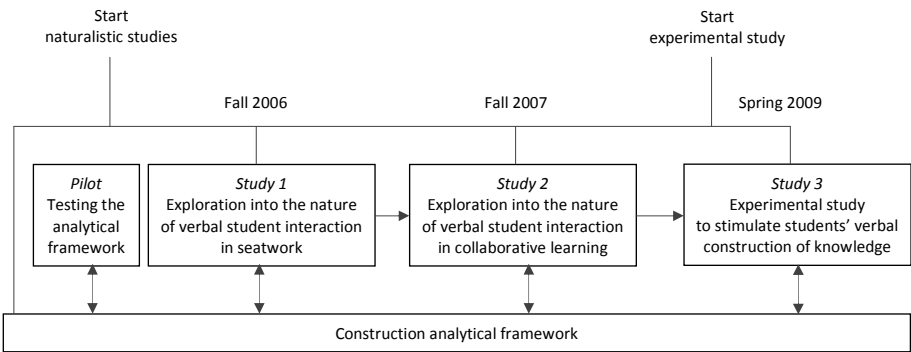 Start
naturalistic studies
Start
experimental study
Fall 2006
Fall 2007
Spring 2009
Pilot
Testing the
analytical
framework
Study 1
Exploration into the nature
of verbal student interaction
in seatwork
Study 2
Exploration into the nature
of verbal student interaction
in collaborative learning
Study 3
Experimental study
to stimulate students’ verbal
construction of knowledge
Construction analytical framework